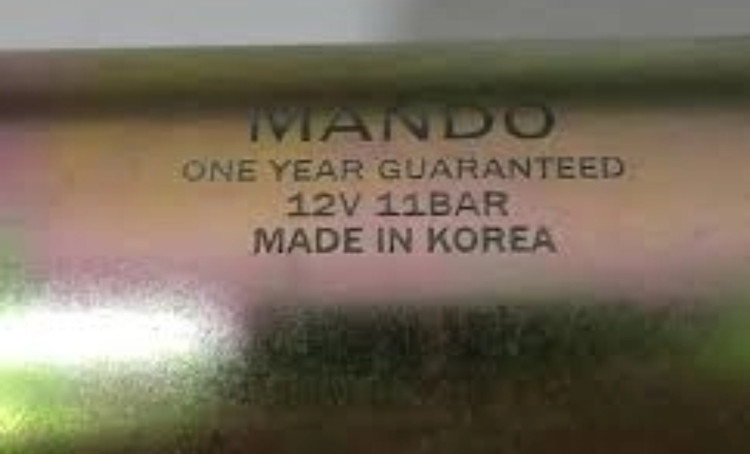 MANDO
ONE YEAR GUARANTEED
12V 11BAR
MADE IN KOREA